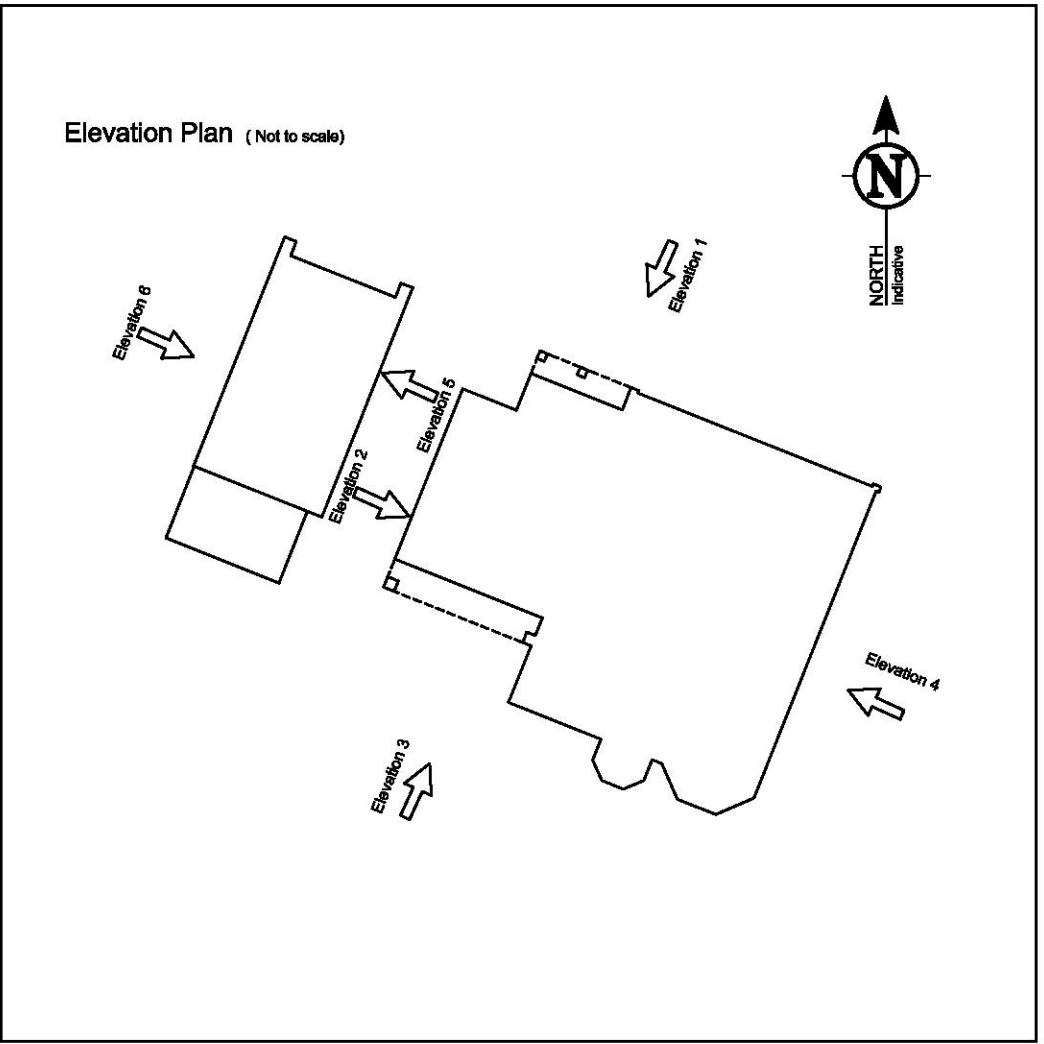 Elevation Plan ( Not to scale)
N
NORTH
Indicative
Elevation 1
Elevation 6
Elevation 5
Elevation 2
Elevation 4
Elevation 3